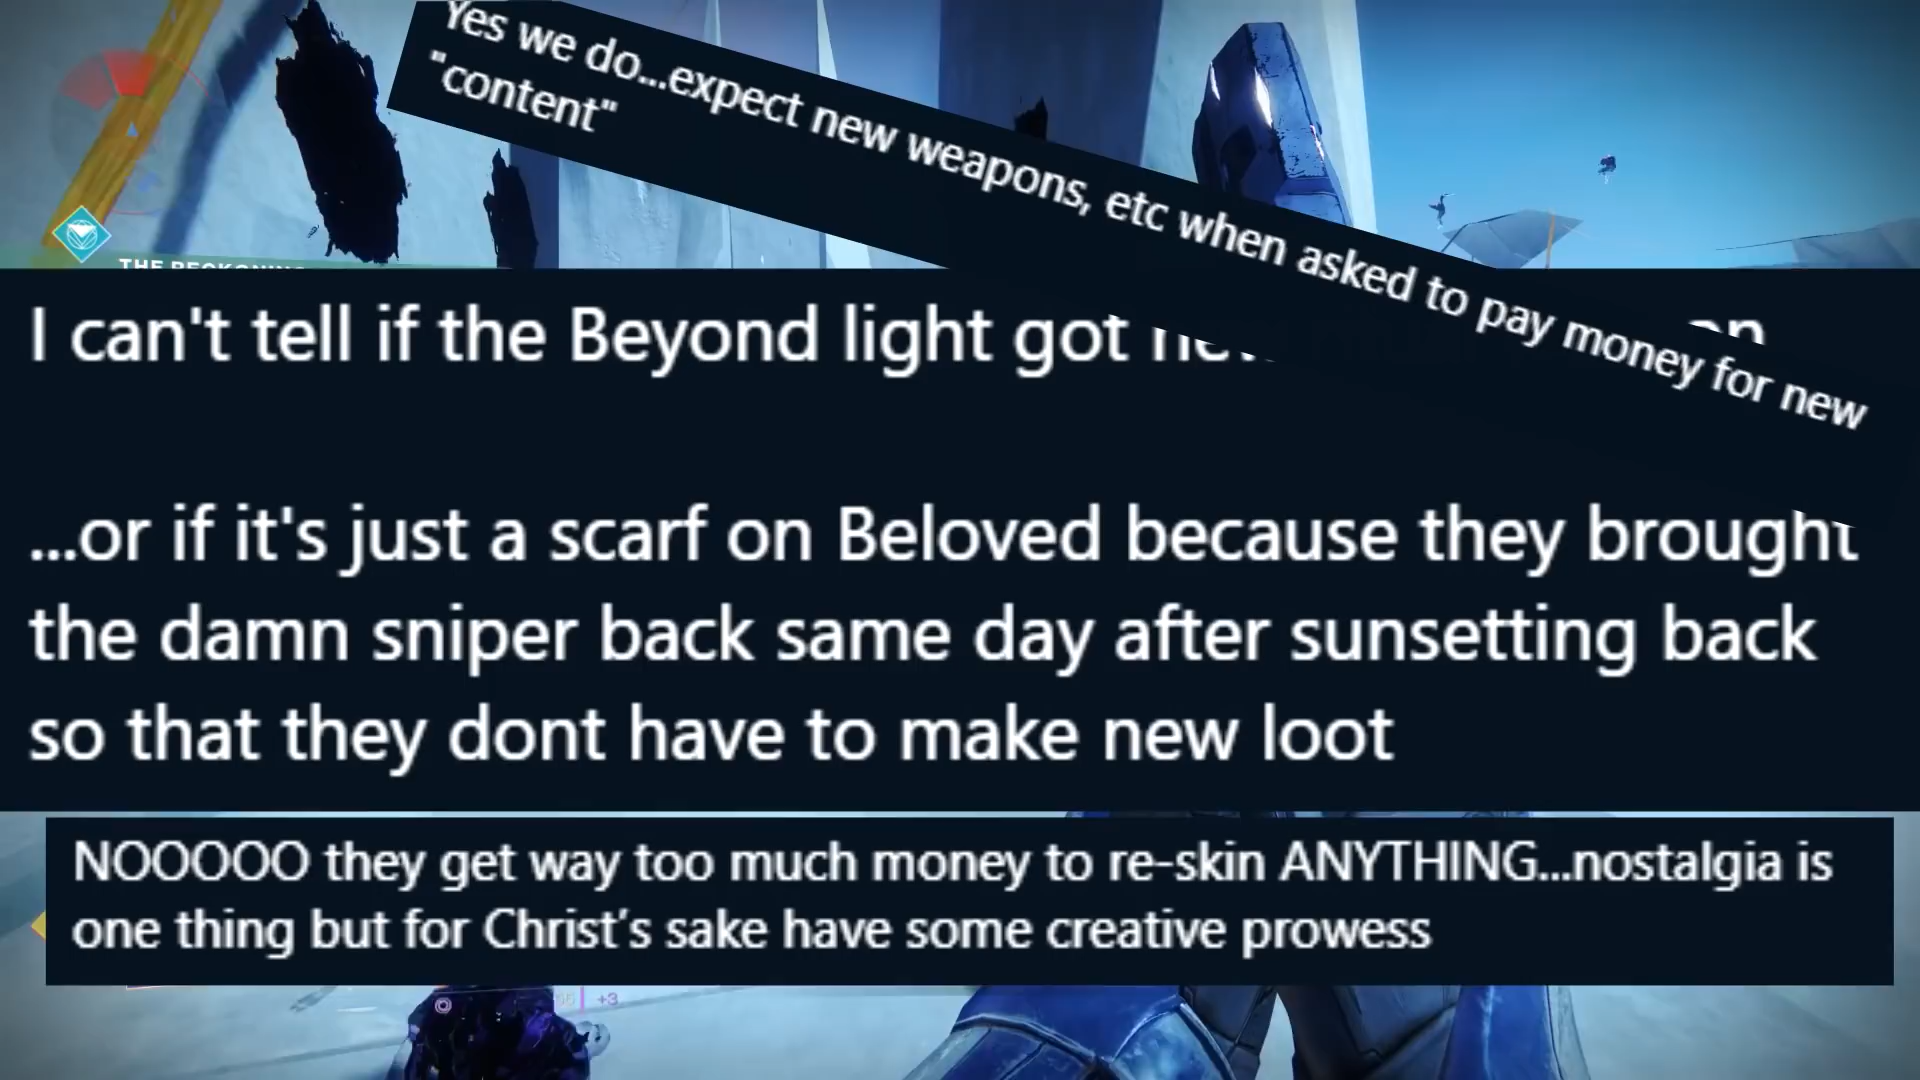 Yes we do...expect new weapons, etc when asked to pay money for new
"content"
THE RECKONING
I can't tell if the Beyond light got
...or if it's just a scarf on Beloved because they brought
the damn sniper back same day after sunsetting back
so that they dont have to make new loot
NOOOOO they get way too much money to re-skin ANYTHING...nostalgia is
one thing but for Christ’s sake have some creative prowess
+3